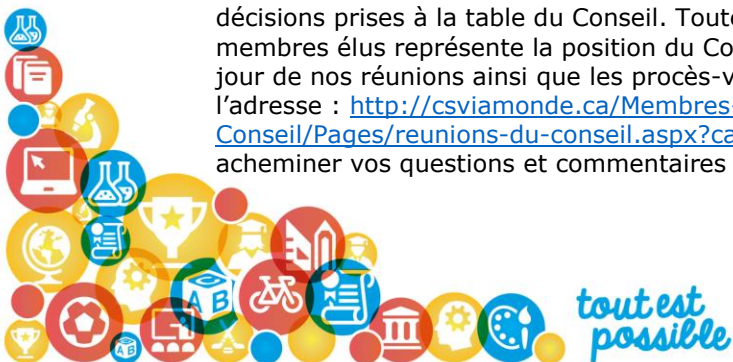 décisions prises à la table du Conseil. Toute
membres élus représente la position du Co
jour de nos réunions ainsi que les procès-v
l'adresse : http://csviamonde.ca/Membres-
Conseil/Pages/reunions-du-conseil.aspx?ca
acheminer vos questions et commentaires
A B
A B
tout est
possible